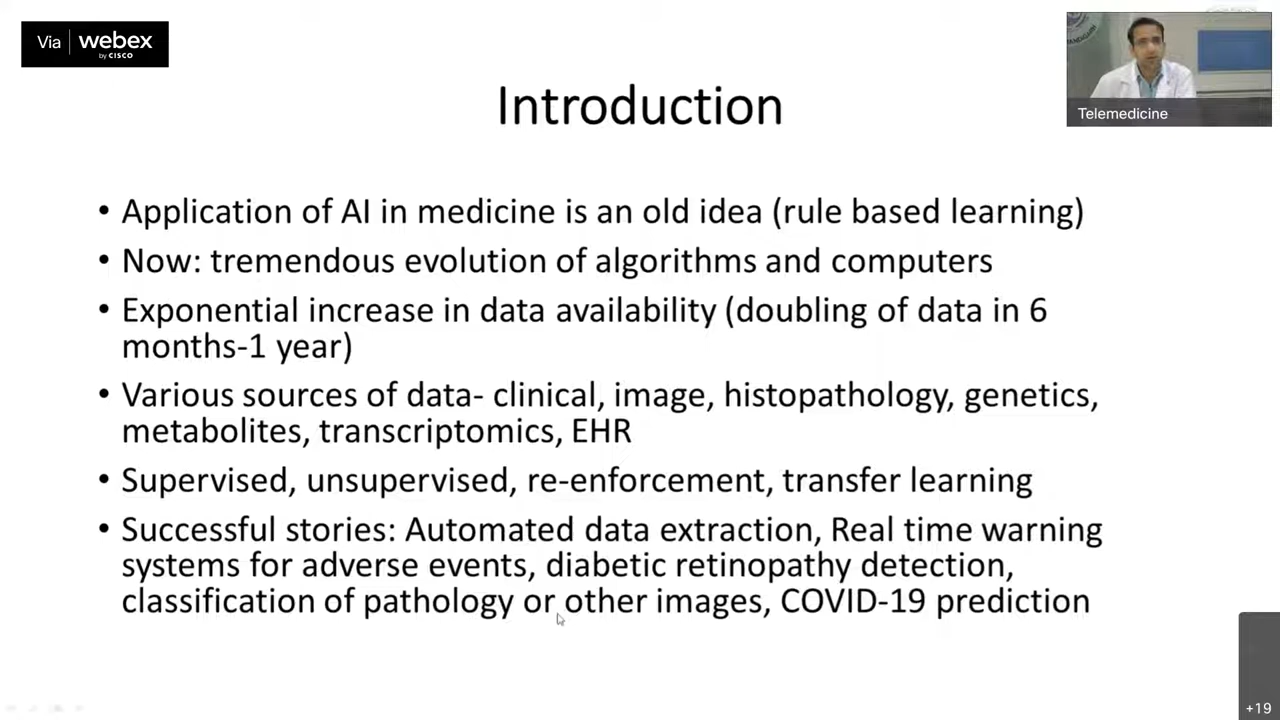 Via webex
by CISCO
Telemedicine
Introduction
• Application of AI in medicine is an old idea (rule based learning)
• Now: tremendous evolution of algorithms and computers
• Exponential increase in data availability (doubling of data in 6
months-1 year)
• Various sources of data- clinical, image, histopathology, genetics,
metabolites, transcriptomics, EHR
• Supervised, unsupervised, re-enforcement, transfer learning
• Successful stories: Automated data extraction, Real time warning
systems for adverse events, diabetic retinopathy detection,
classification of pathology or other images, COVID-19 prediction
+19